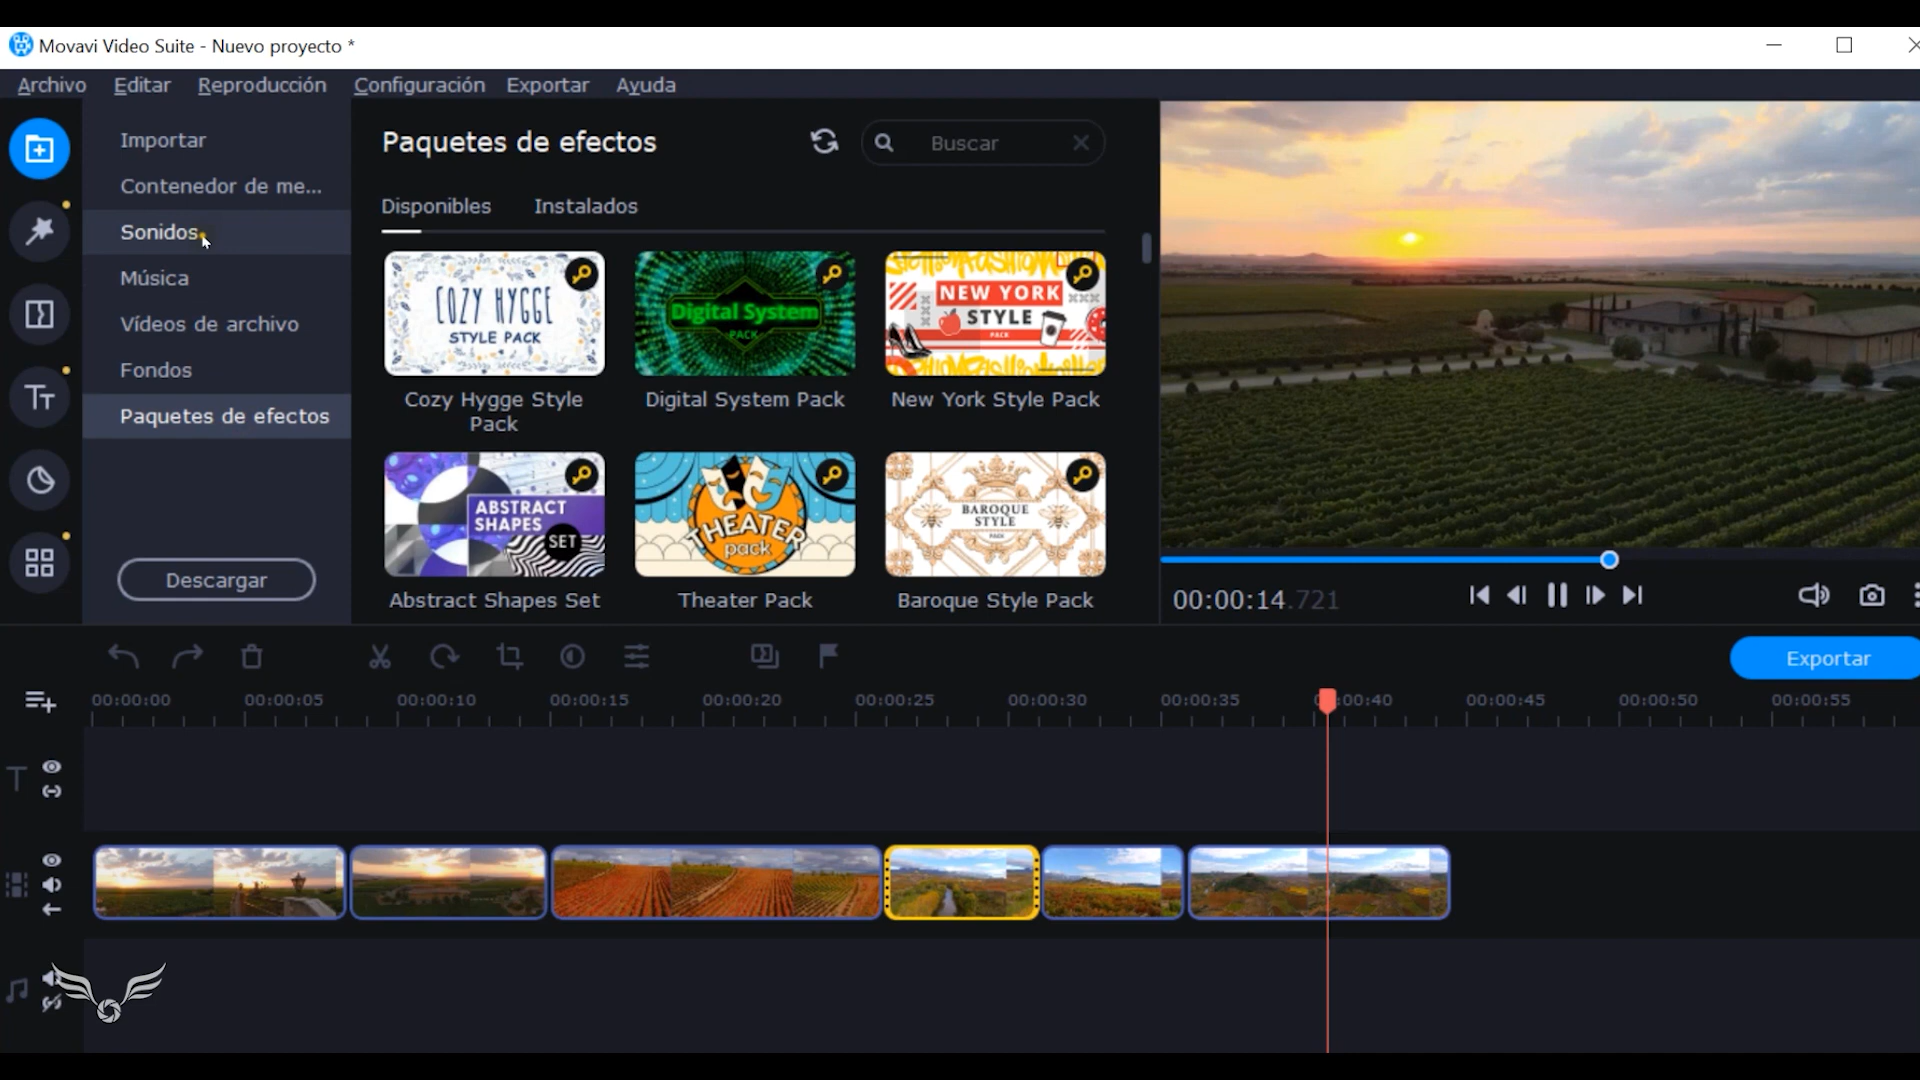 Movavi Video Suite - Nuevo proyecto *
Archivo Editar Reproducción Configuración Exportar Ayuda
Importar
Contenedor de me...
Sonidos
Música
Vídeos de archivo
Fondos
Paquetes de efectos
Descargar
Paquetes de efectos
Buscar
Disponibles Instalados
COZY HYGGE
STYLE PACK
Cozy Hygge Style
Pack
Digital System
PACK
Digital System Pack
NEW YORK
STYLE
PACK
New York Style Pack
ABSTRACT
SHAPES
SET
Abstract Shapes Set
THEATER
pack
Theater Pack
BAROQUE
STYLE
PACK
Baroque Style Pack
00:00:14.721
Exportar
00:00:00 00:00:05 00:00:10 00:00:15 00:00:20 00:00:25 00:00:30 00:00:35 00:40 00:00:45 00:00:50 00:00:55